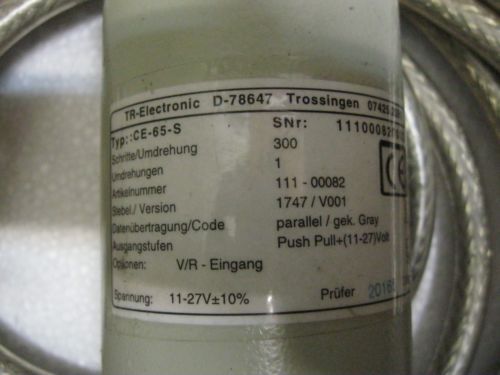 TR-Electronic D-78647 Trossingen
Typ::CE-65-S SNr:
Schritte/Umdrehung 300
Umdrehungen 1
Artikelnummer 111-00082
Siebel./Version 1747 / V001
Datenübertragung/Code parallel / gek. Gray
Ausgangstufen Push Pull+(11-27)Volt
Optionen: V/R - Eingang
Spannung: 11-27V±10% Prüfer